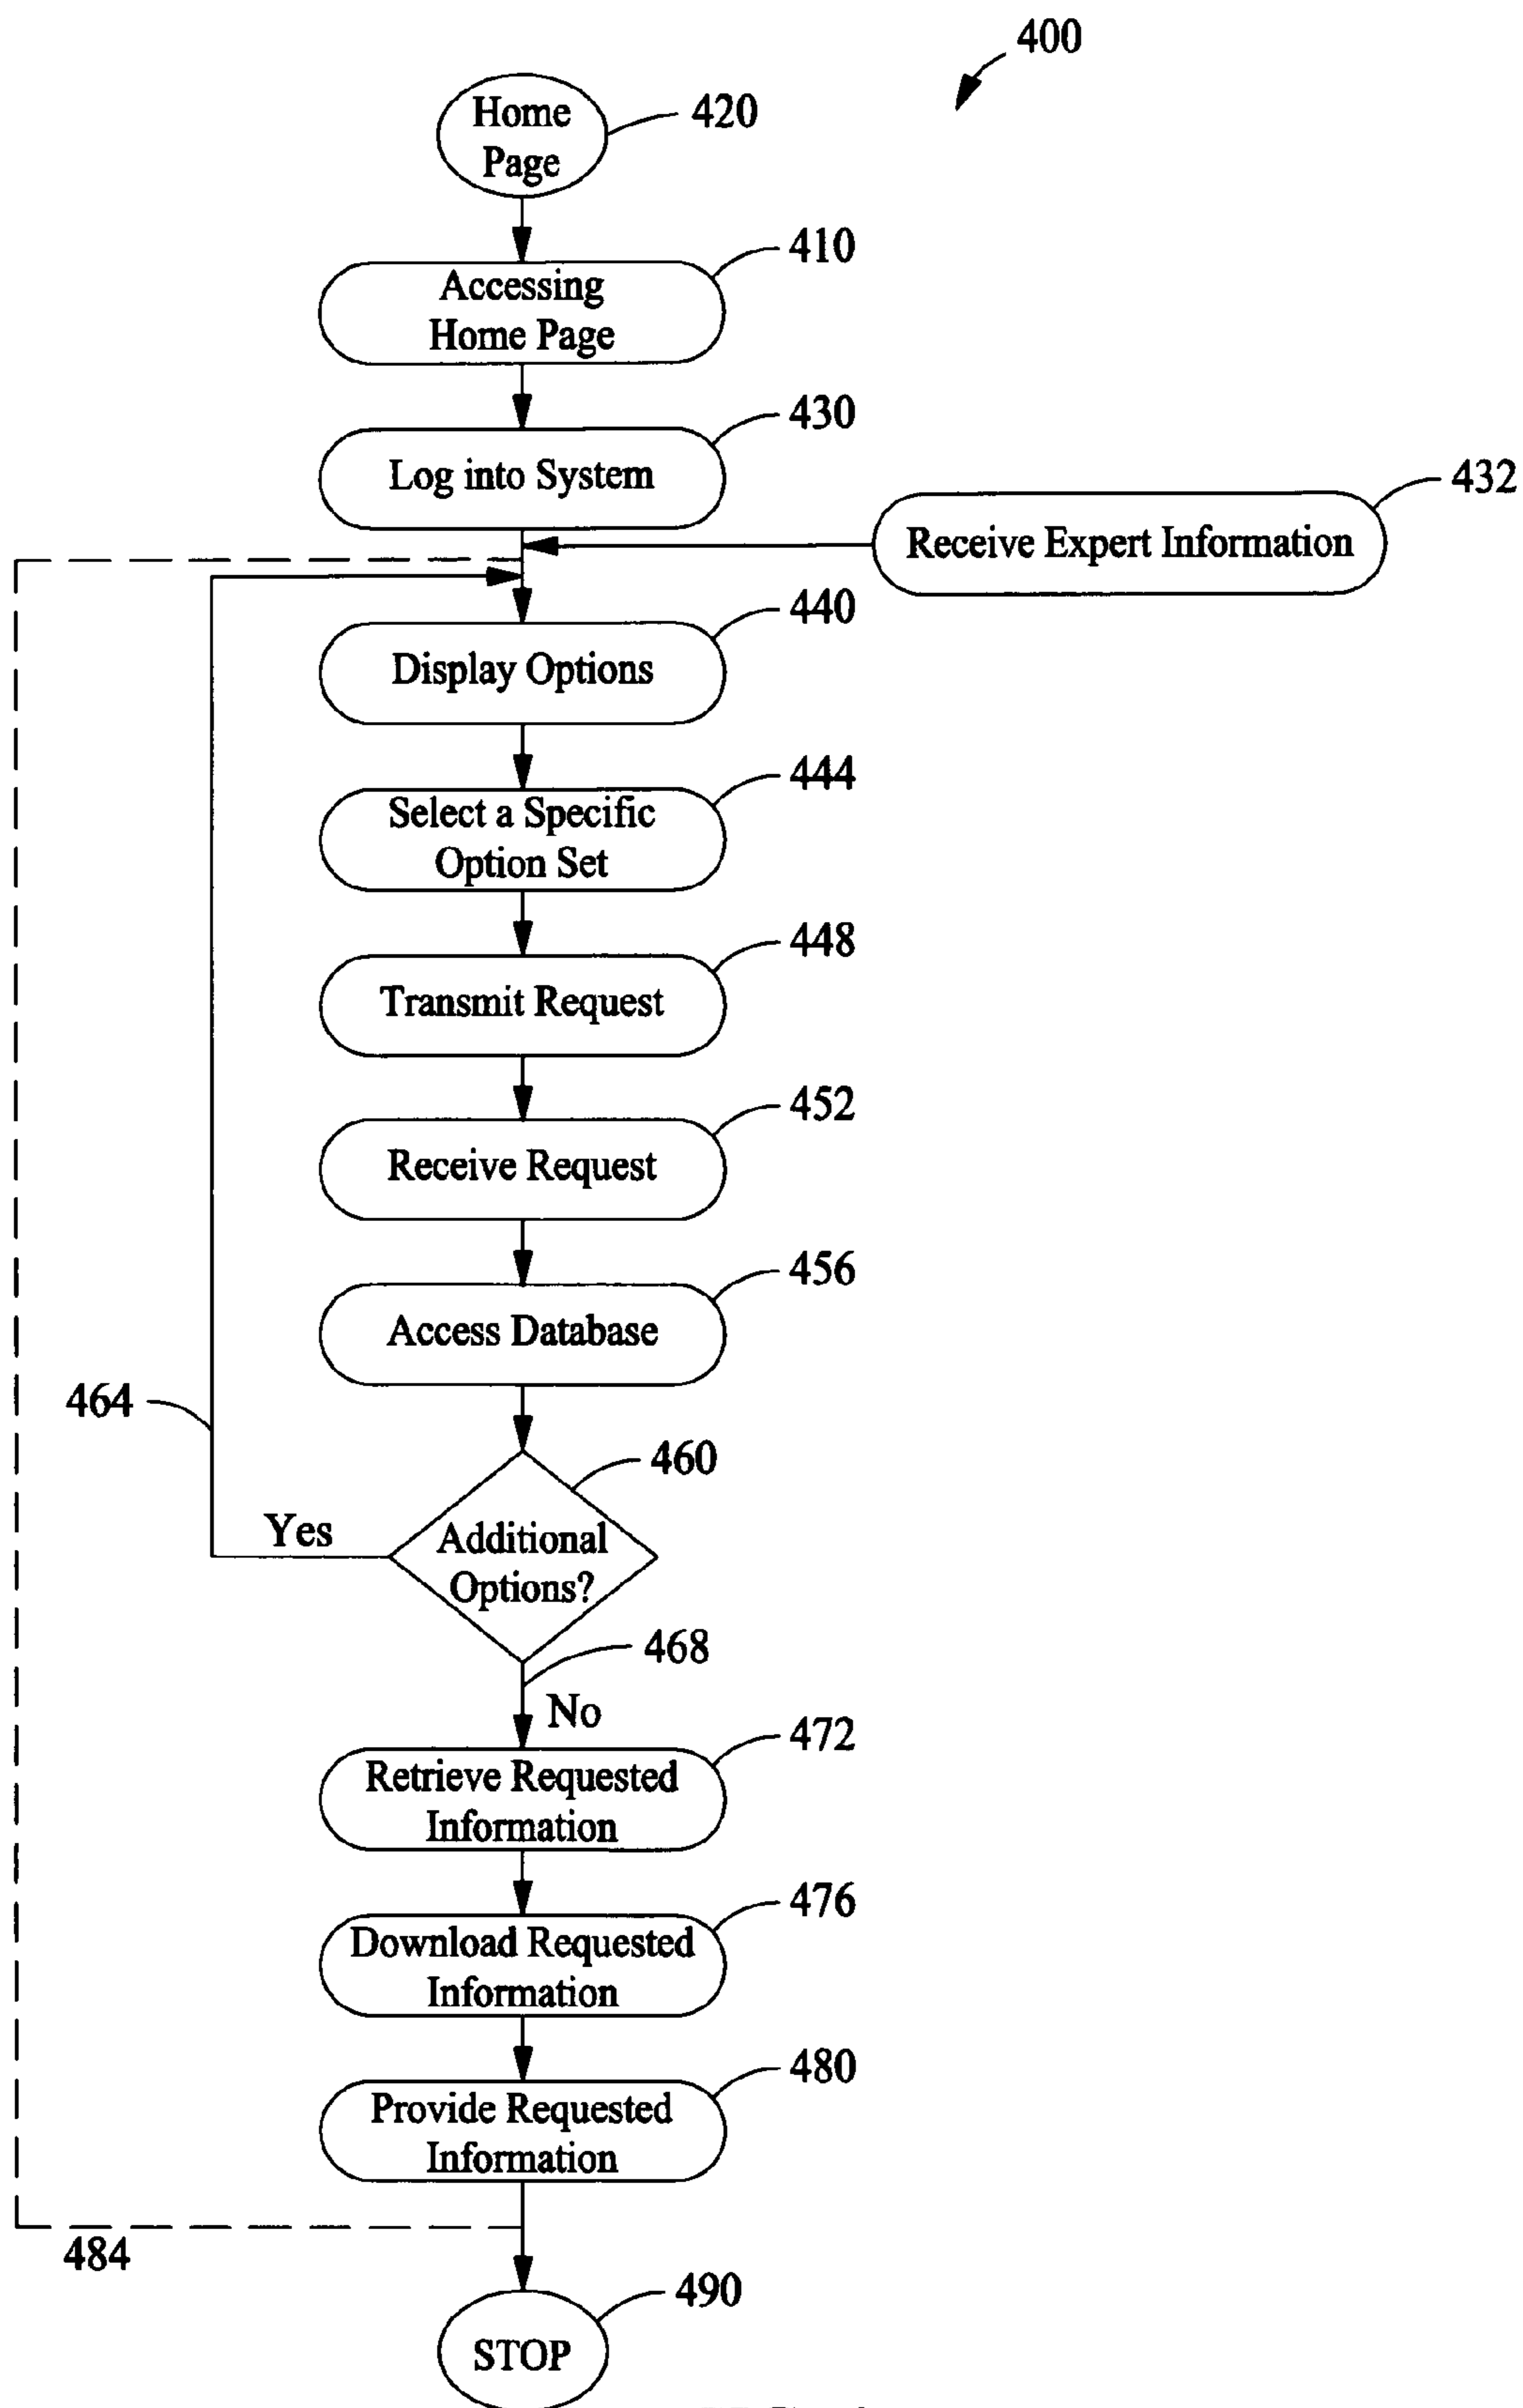 400
Home
Page
420
410
Accessing
Home Page
430
Log into System
432
Receive Expert Information
440
Display Options
444
Select a Specific
Option Set
448
Transmit Request
452
Receive Request
456
Access Database
464
460
Yes
Additional
Options?
468
No
472
Retrieve Requested
Information
476
Download Requested
Information
480
Provide Requested
Information
484
490
STOP